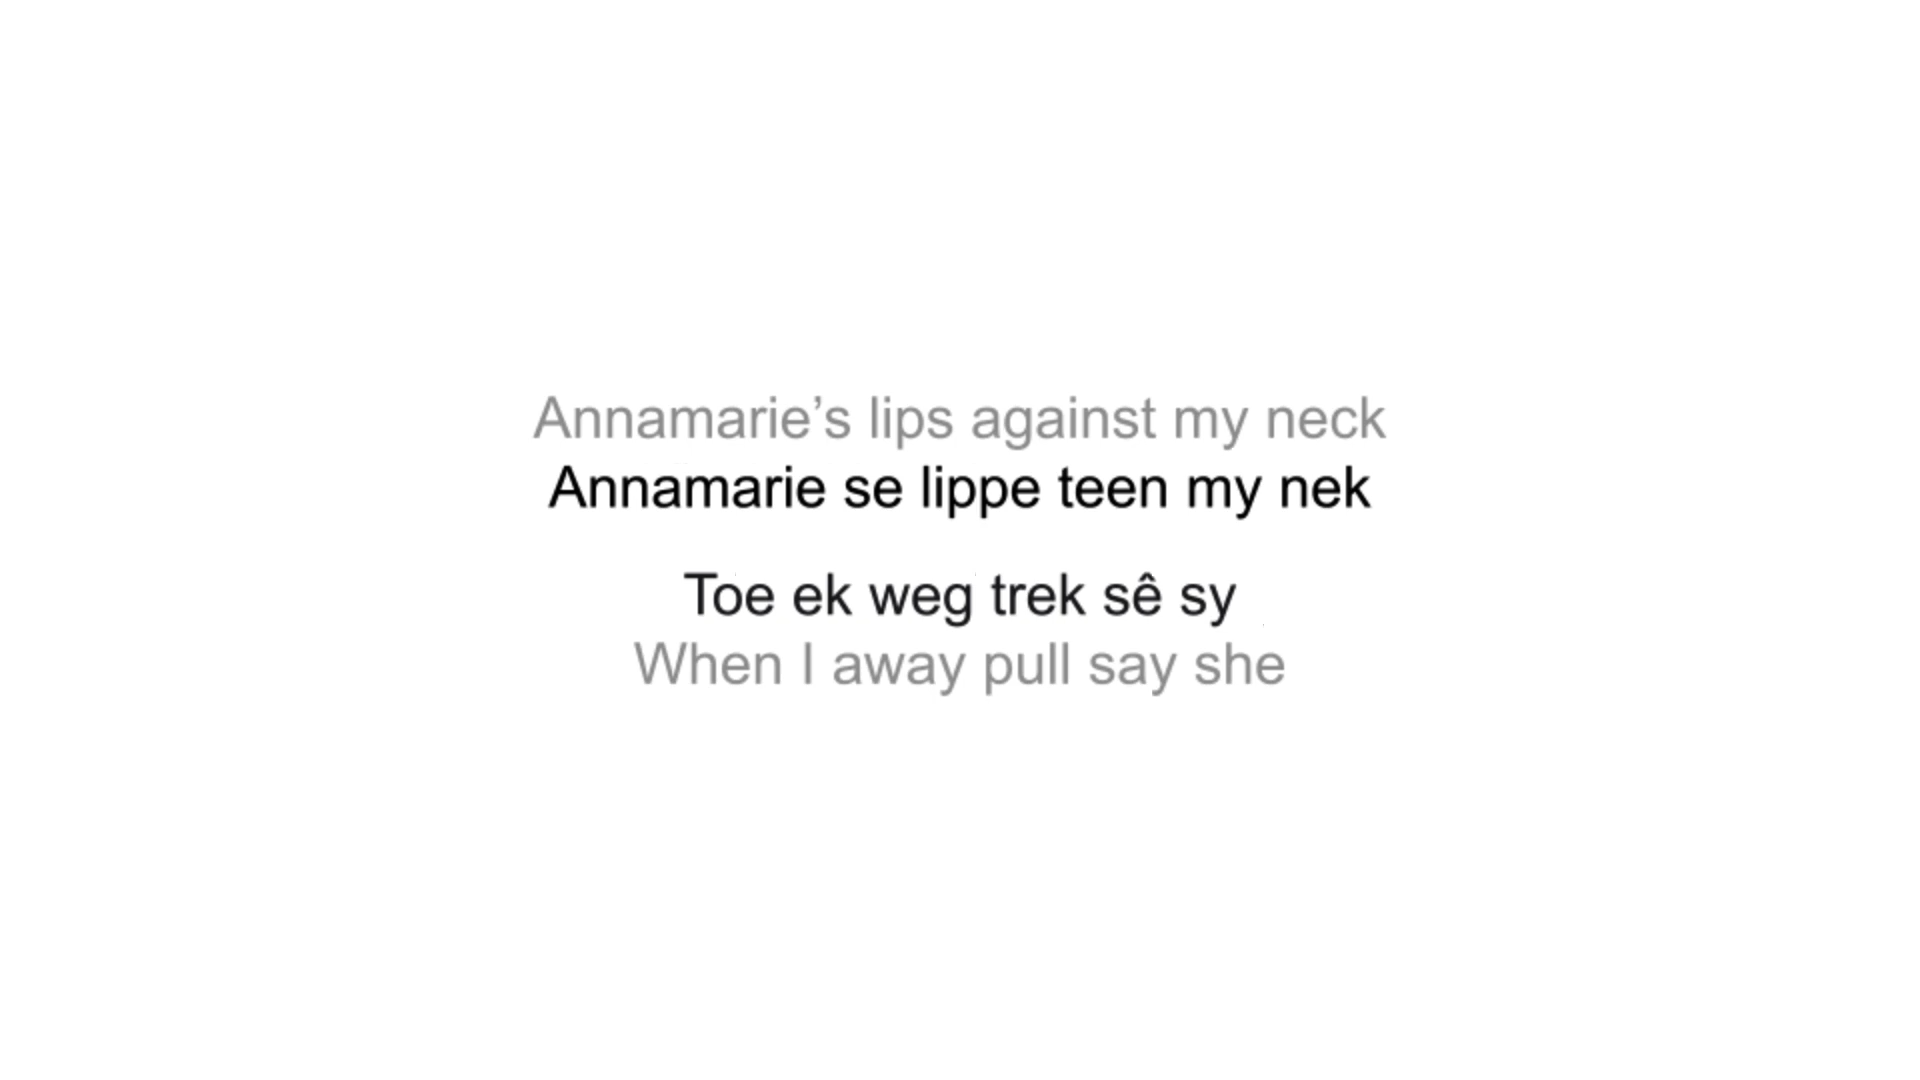 Annamarie’s lips against my neck
Annamarie se lippe teen my nek
Toe ek weg trek sê sy
When I away pull say she